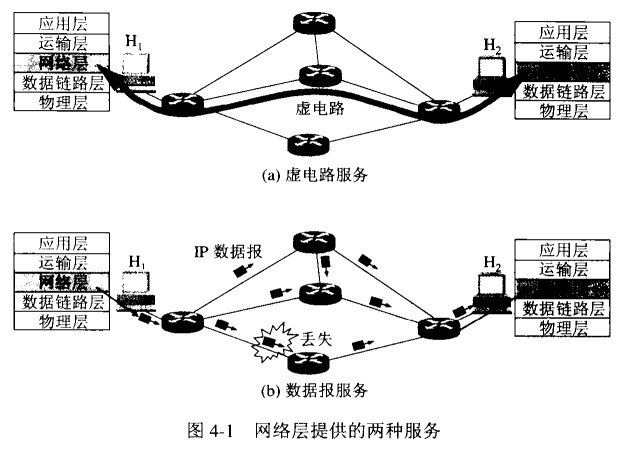 应用层
运输层
网络层
数据链路层
物理层
H₁
H₂
应用层
运输层
数据链路层
物理层
虚电路
(a) 虚电路服务
应用层
运输层
网络层
数据链路层
物理层
H₁
IP 数据报
丢失
H₂
应用层
运输层
数据链路层
物理层
(b) 数据报服务
图 4-1 网络层提供的两种服务